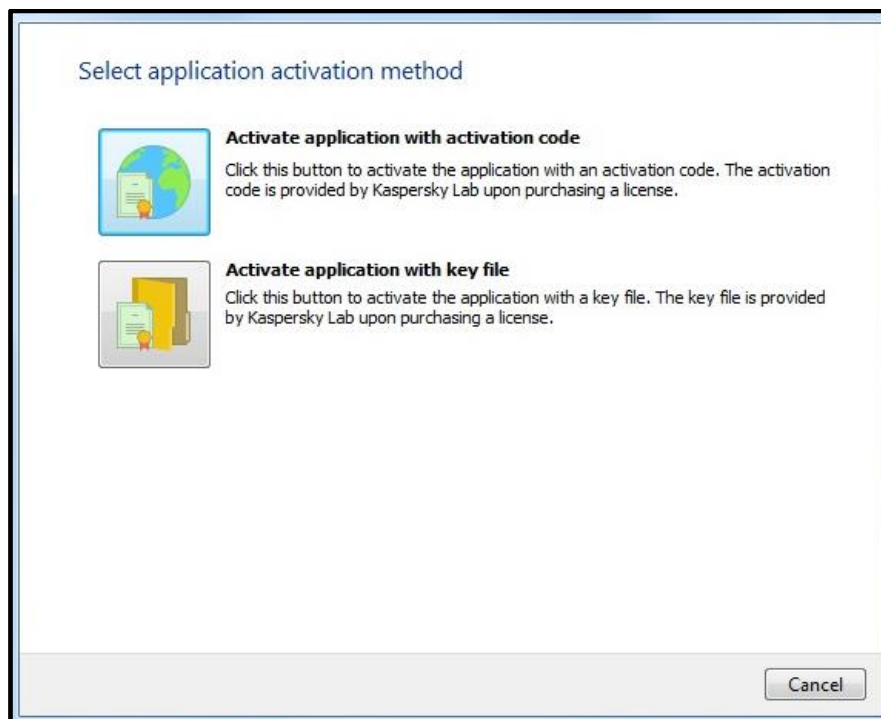 Select application activation method
Activate application with activation code
Click this button to activate the application with an activation code. The activation
code is provided by Kaspersky Lab upon purchasing a license.
Activate application with key file
Click this button to activate the application with a key file. The key file is provided
by Kaspersky Lab upon purchasing a license.
Cancel